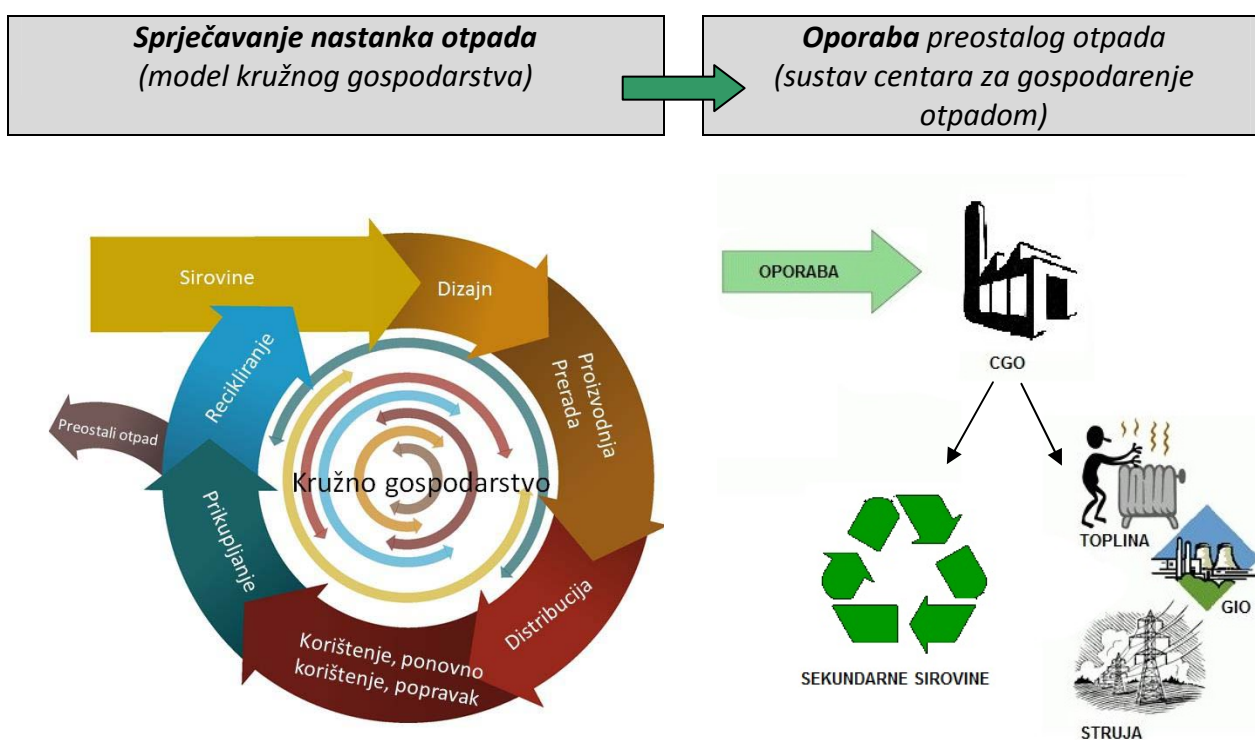 Sprječavanje nastanka otpada
(model kružnog gospodarstva)
Oporaba preostalog otpada
(sustav centara za gospodarenje
otpadom)
Sirovine
Dizajn
Proizvodnja
Prerada
Distribucija
Korištenje, ponovno
korištenje, popravak
Prikupljanje
Preostali otpad
Recikliranje
Kružno gospodarstvo
OPORABA
CGO
SEKUNDARNE SIROVINE
TOPLINA
GIO
STRUJA